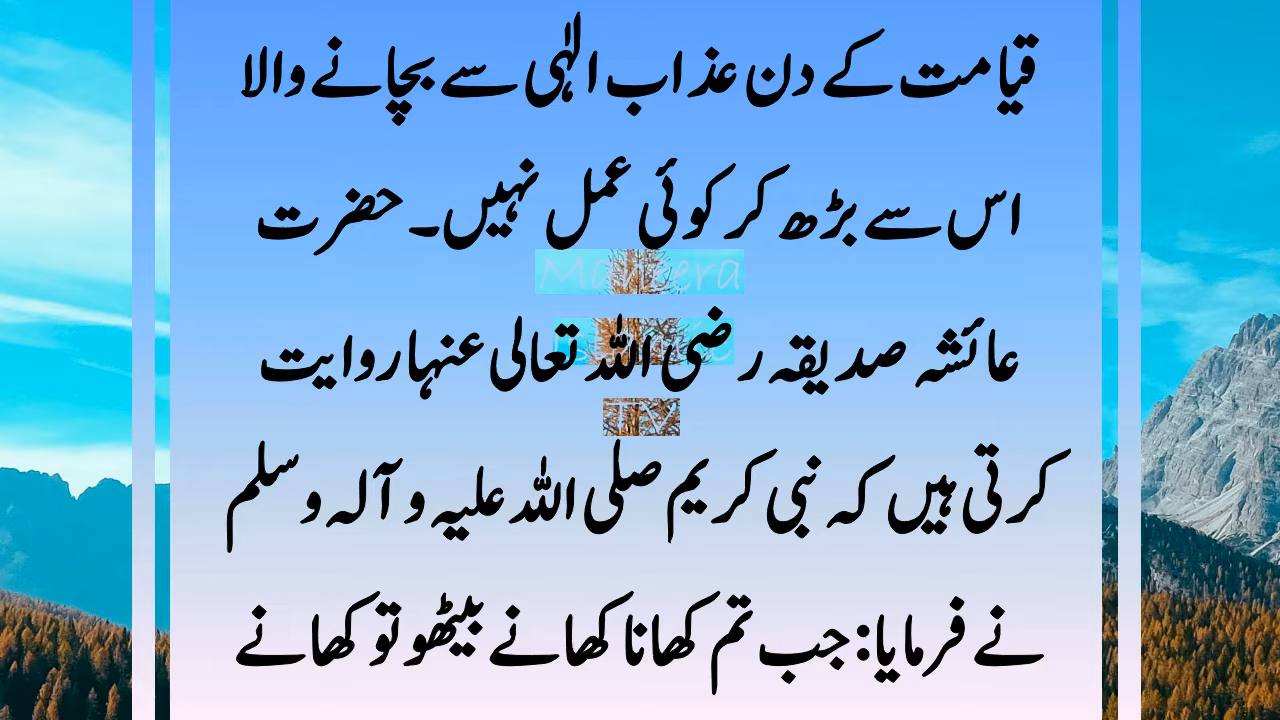 قیامت کے دن عذاب الٰہی سے بچانے والا
اس سے بڑھ کر کوئی عمل نہیں۔ حضرت
Maneera
عائشہ صدیقہ رضی اللہ تعالی عنہا روایت
TV
کرتی ہیں کہ نبی کریم صلی اللہ علیہ و آلہ وسلم
نے فرمایا: جب تم کھانا کھانے بیٹھو تو کھانے